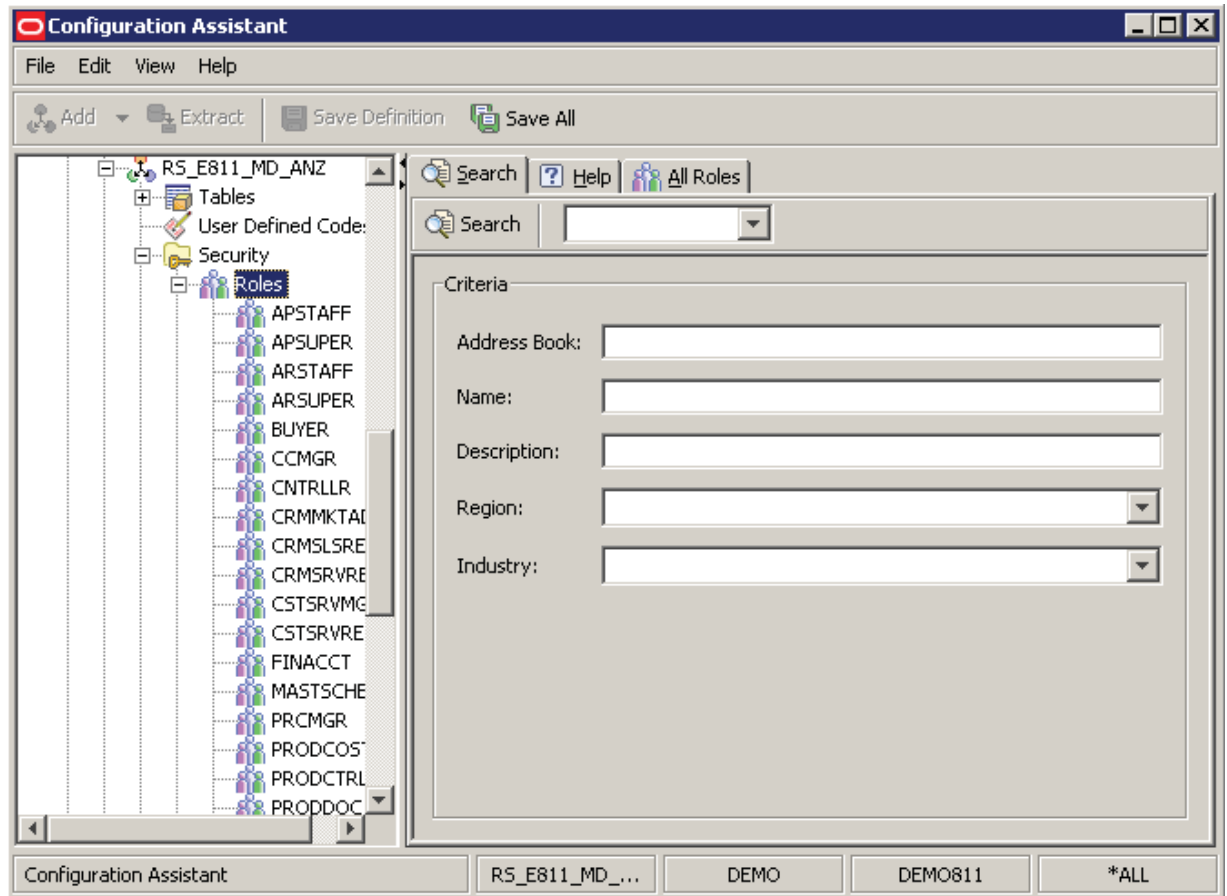 Configuration Assistant
File Edit View Help
Add Extract Save Definition Save All
RS_E811_MD_ANZ
Tables
User Defined Code:
Security
Roles
APSTAFF
APSUPER
ARSTAFF
ARSUPER
BUYER
CCMGR
CNTRLLR
CRMMKTAD
CRMSLSRE
CRMSRVRE
CSTSRVMG
CSTSRVRE
FINACCT
MASTSCHE
PRCMGR
PRODCOST
PRODCTRL
PRODDOC
Search ? Help All Roles
Search
Criteria
Address Book:
Name:
Description:
Region:
Industry:
Configuration Assistant RS_E811_MD_... DEMO DEMO811 *ALL